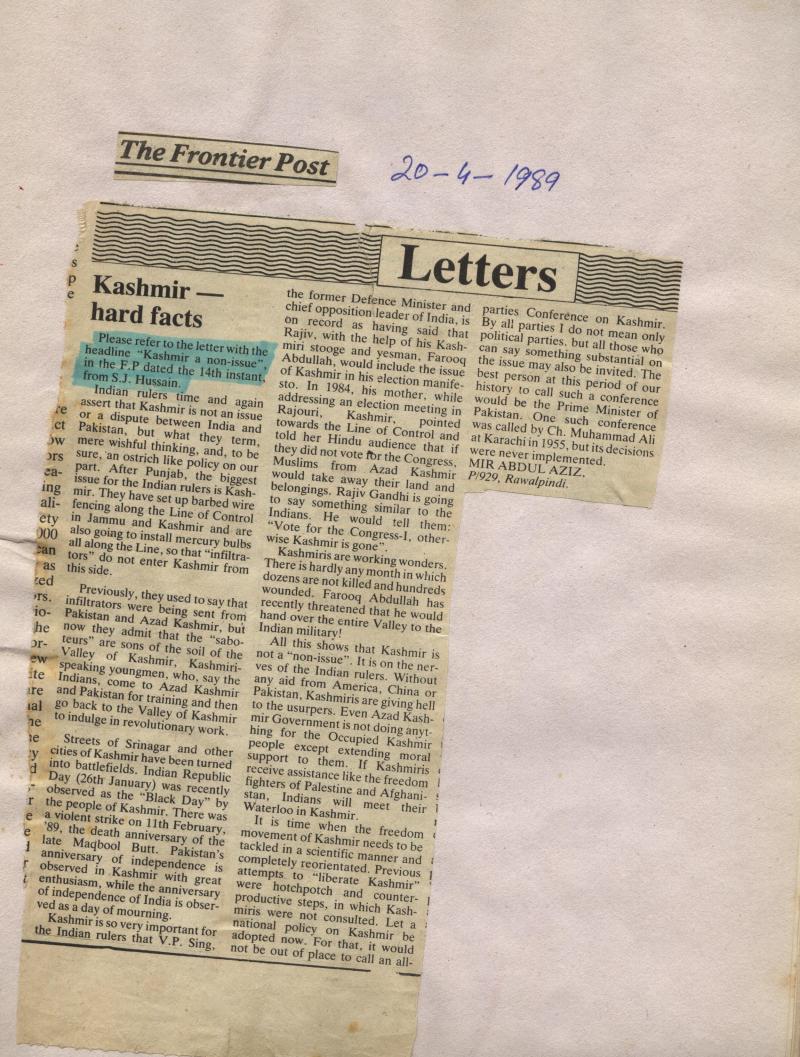 The Frontier Post
20-4-1989
Letters
Kashmir —
hard facts
Please refer to the letter with the
headline “Kashmir a non-issue”,
in the F.P dated the 14th instant,
from S.J. Hussain.
Indian rulers time and again
assert that Kashmir is not an issue
or a dispute between India and
Pakistan, but what they term,
mere wishful thinking, and, to be
sure, an ostrich like policy on our
part. After Punjab, the biggest
issue for the Indian rulers is Kash-
mir. They have set up barbed wire
fencing along the Line of Control
in Jammu and Kashmir and are
also going to install mercury bulbs
all along the Line, so that “infiltra-
tors” do not enter Kashmir from
this side.
Previously, they used to say that
infiltrators were being sent from
Pakistan and Azad Kashmir, but
now they admit that the “sabo-
teurs” are sons of the soil of the
Valley of Kashmir, Kashmiri-
speaking youngmen, who, say the
Indians, come to Azad Kashmir
and Pakistan for training and then
go back to the Valley of Kashmir
to indulge in revolutionary work.
Streets of Srinagar and other
cities of Kashmir have been turned
into battlefields. Indian Republic
Day (26th January) was recently
observed as the “Black Day” by
the people of Kashmir. There was
a violent strike on 11th February,
’89, the death anniversary of the
late Maqbool Butt. Pakistan’s
anniversary of independence is
observed in Kashmir with great
enthusiasm, while the anniversary
of independence of India is obser-
ved as a day of mourning.
Kashmir is so very important for
the Indian rulers that V.P. Sing,
the former Defence Minister and
chief opposition leader of India, is
on record as having said that
Rajiv, with the help of his Kash-
miri stooge and yesman, Farooq
Abdullah, would include the issue
of Kashmir in his election manife-
sto. In 1984, his mother, while
addressing an election meeting in
Rajouri, Kashmir, pointed
towards the Line of Control and
told her Hindu audience that if
they did not vote for the Congress,
Muslims from Azad Kashmir
would take away their land and
belongings. Rajiv Gandhi is going
to say something similar to the
Indians. He would tell them:
“Vote for the Congress-I, other-
wise Kashmir is gone”.
Kashmiris are working wonders.
There is hardly any month in which
dozens are not killed and hundreds
wounded. Farooq Abdullah has
recently threatened that he would
hand over the entire Valley to the
Indian military!
All this shows that Kashmir is
not a “non-issue”. It is on the ner-
ves of the Indian rulers. Without
any aid from America, China or
Pakistan, Kashmiris are giving hell
to the usurpers. Even Azad Kash-
mir Government is not doing anyt-
hing for the Occupied Kashmir
people except extending moral
support to them. If Kashmiris
receive assistance like the freedom
fighters of Palestine and Afghani-
stan, Indians will meet their
Waterloo in Kashmir.
It is time when the freedom
movement of Kashmir needs to be
tackled in a scientific manner and
completely reorientated. Previous
attempts to “liberate Kashmir”
were hotchpotch and counter-
productive steps, in which Kash-
miris were not consulted. Let a
national policy on Kashmir be
adopted now. For that, it would
not be out of place to call an all-
parties Conference on Kashmir.
By all parties I do not mean only
political parties, but all those who
can say something substantial on
the issue may also be invited. The
best person at this period of our
history to call such a conference
would be the Prime Minister of
Pakistan. One such conference
was called by Ch. Muhammad Ali
at Karachi in 1955, but its decisions
were never implemented.
MIR ABDUL AZIZ,
P/929, Rawalpindi.